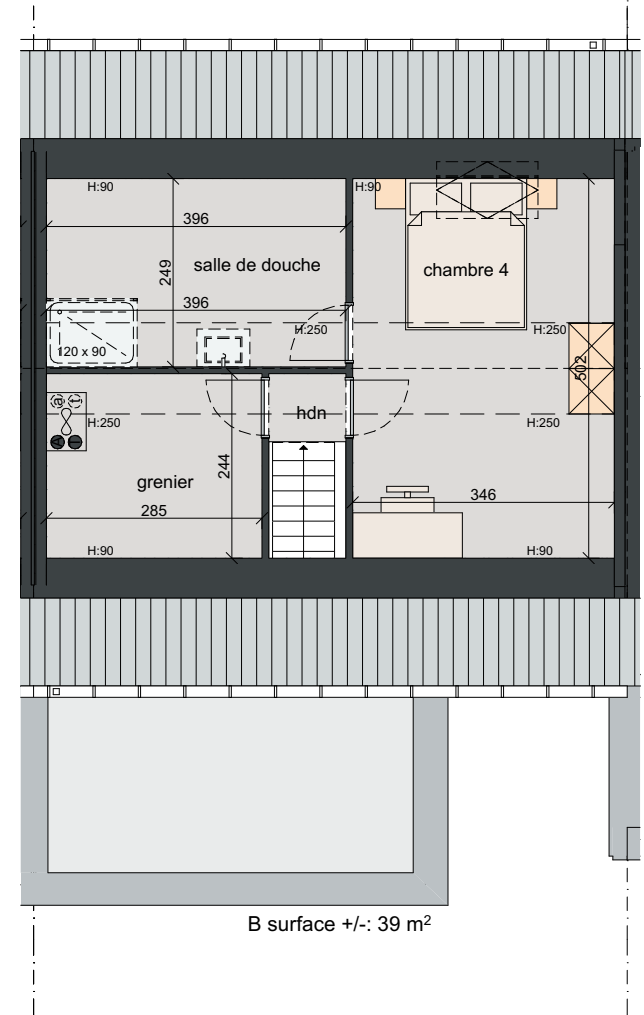 H:90
H:90
396
249
salle de douche
chambre 4
396
H:250
H:250
120 x 90
502
hdn
H:250
H:250
244
grenier
346
285
H:90
H:90
B surface +/-: 39 m²